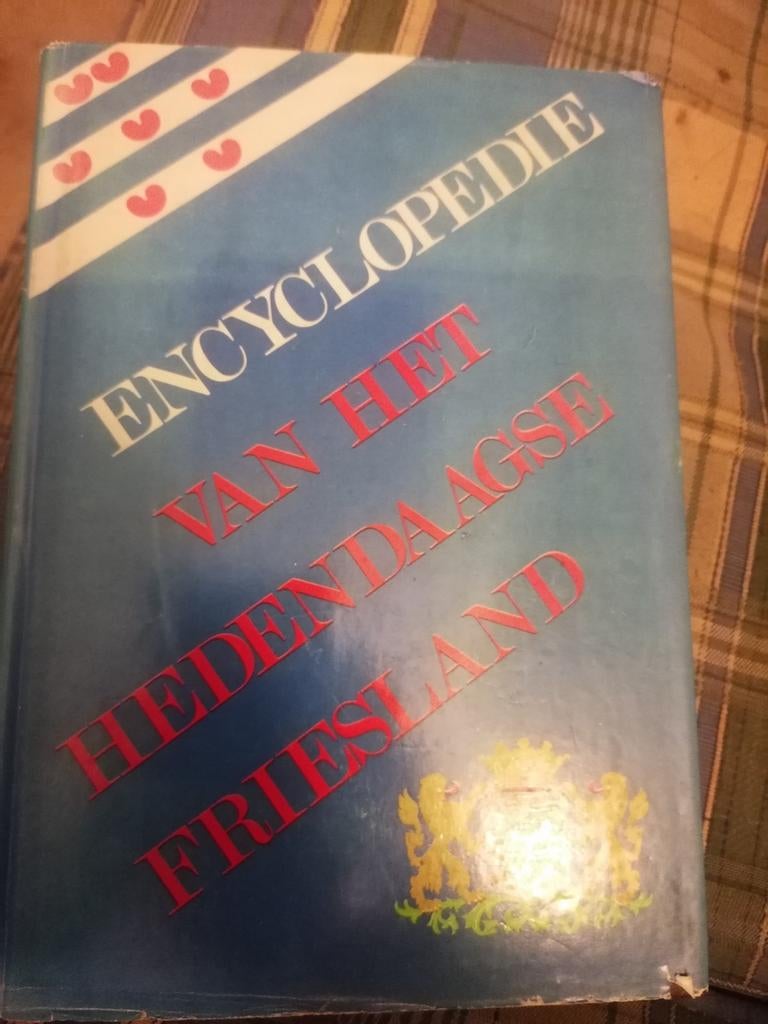 ENCYCLOPEDIE
VAN HET
HEDENDAAGSE
FRIESLAND